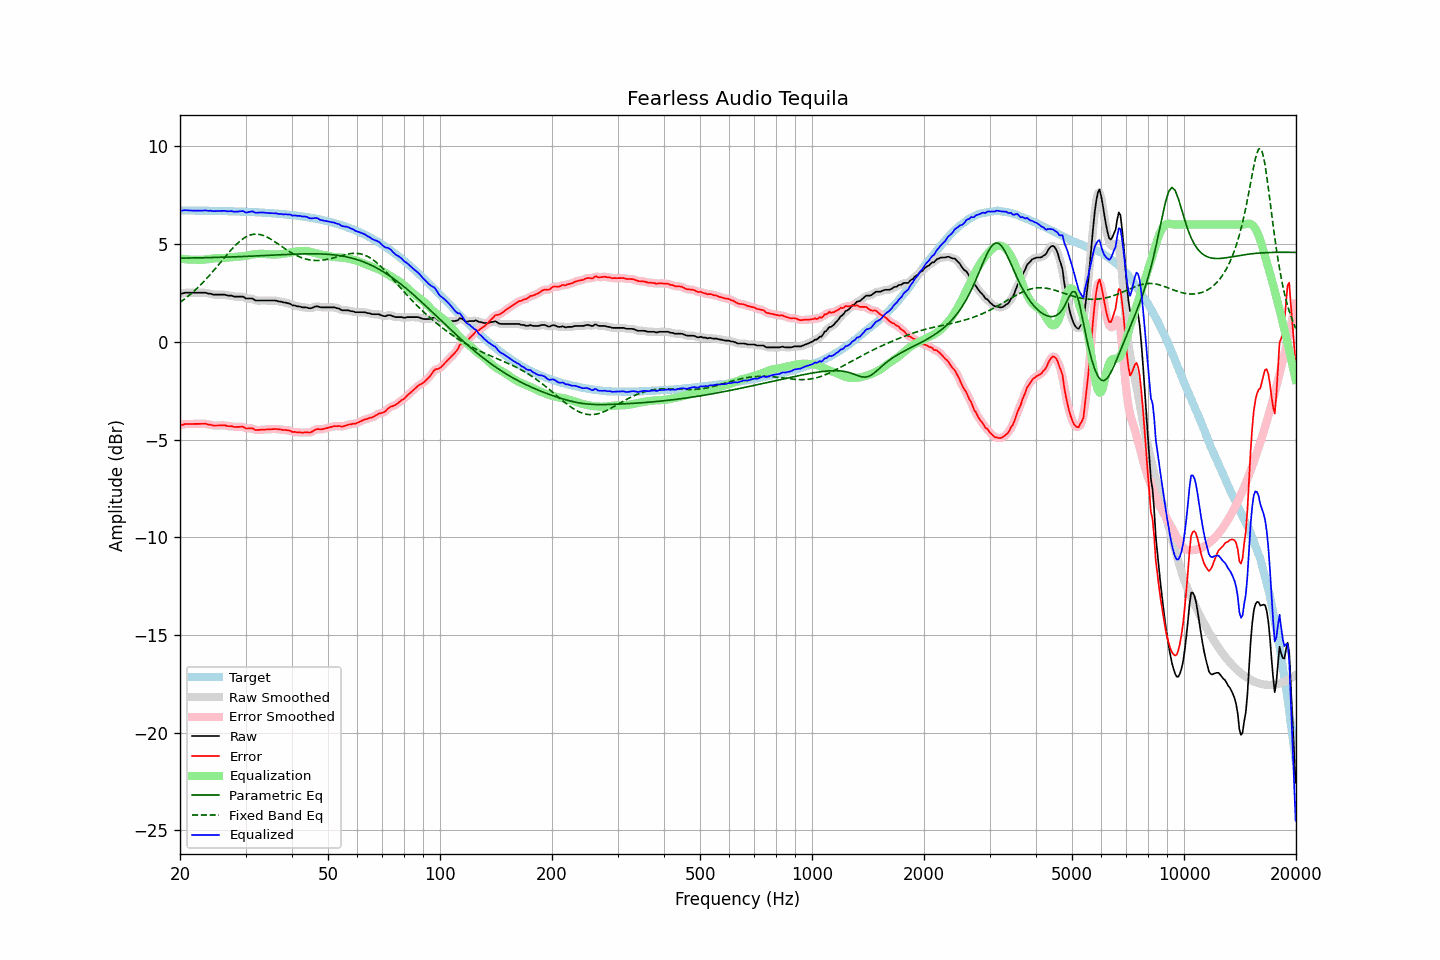 Fearless Audio Tequila
Amplitude (dBr)
10
5
0
−5
−10
−15
−20
−25
Target
Raw Smoothed
Error Smoothed
Raw
Error
Equalization
Parametric Eq
Fixed Band Eq
Equalized
20 50 100 200 500 1000 2000 5000 10000 20000
Frequency (Hz)